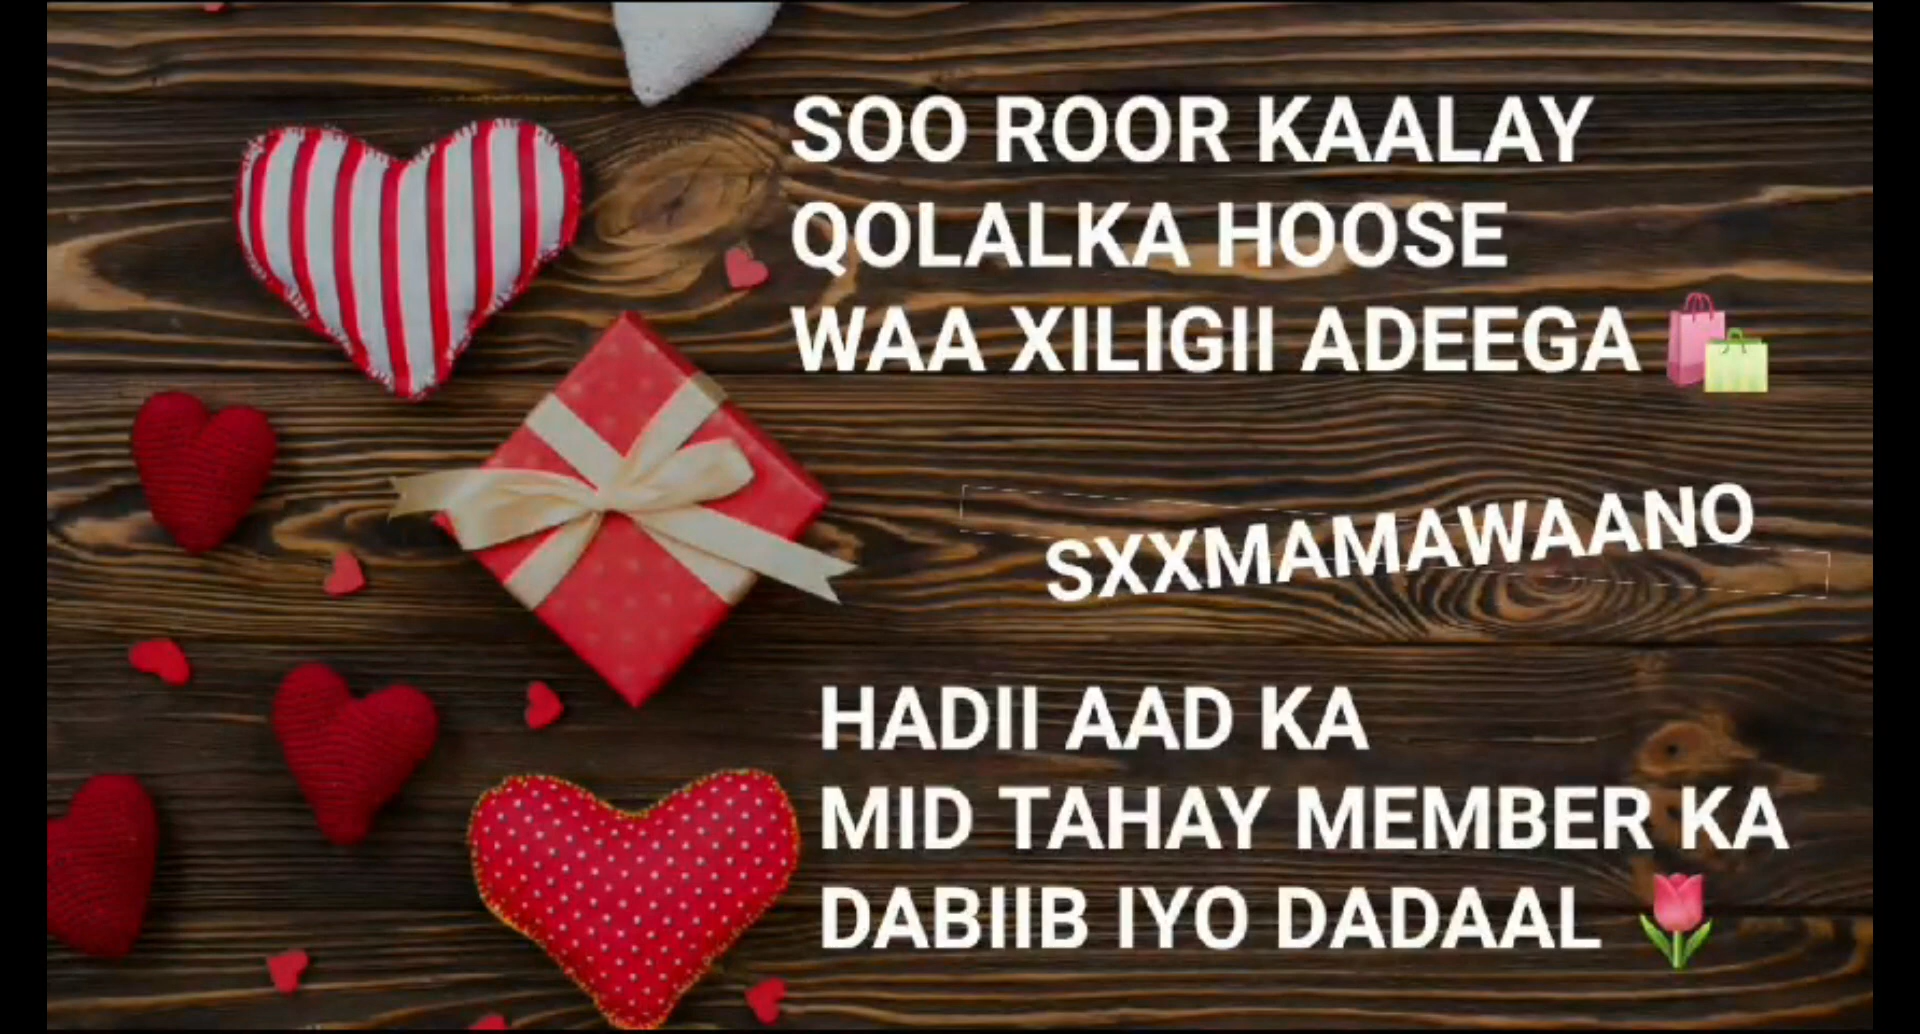 SOO ROOR KAALAY
QOLALKA HOOSE
WAA XILIGII ADEEGA 🛍️
SXXMAMAWAANO
HADII AAD KA
MID TAHAY MEMBER KA
DABIIB IYO DADAAL 🌷